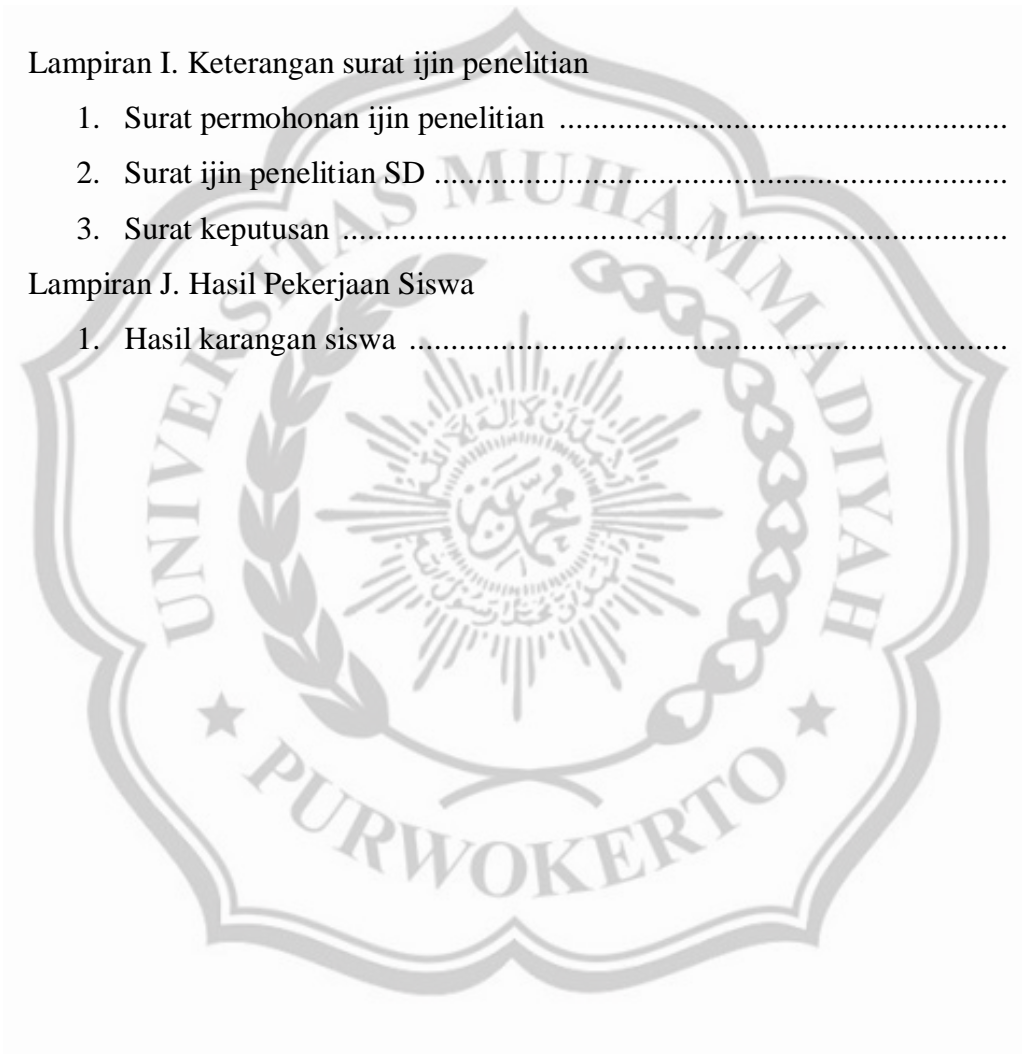 Lampiran I. Keterangan surat ijin penelitian
1. Surat permohonan ijin penelitian ......................................................
2. Surat ijin penelitian SD .....................................................................
3. Surat keputusan ................................................................................
Lampiran J. Hasil Pekerjaan Siswa
1. Hasil karangan siswa ........................................................................
UNIVERSITAS MUHAMMADIYAH
PURWOKERTO
محمدية